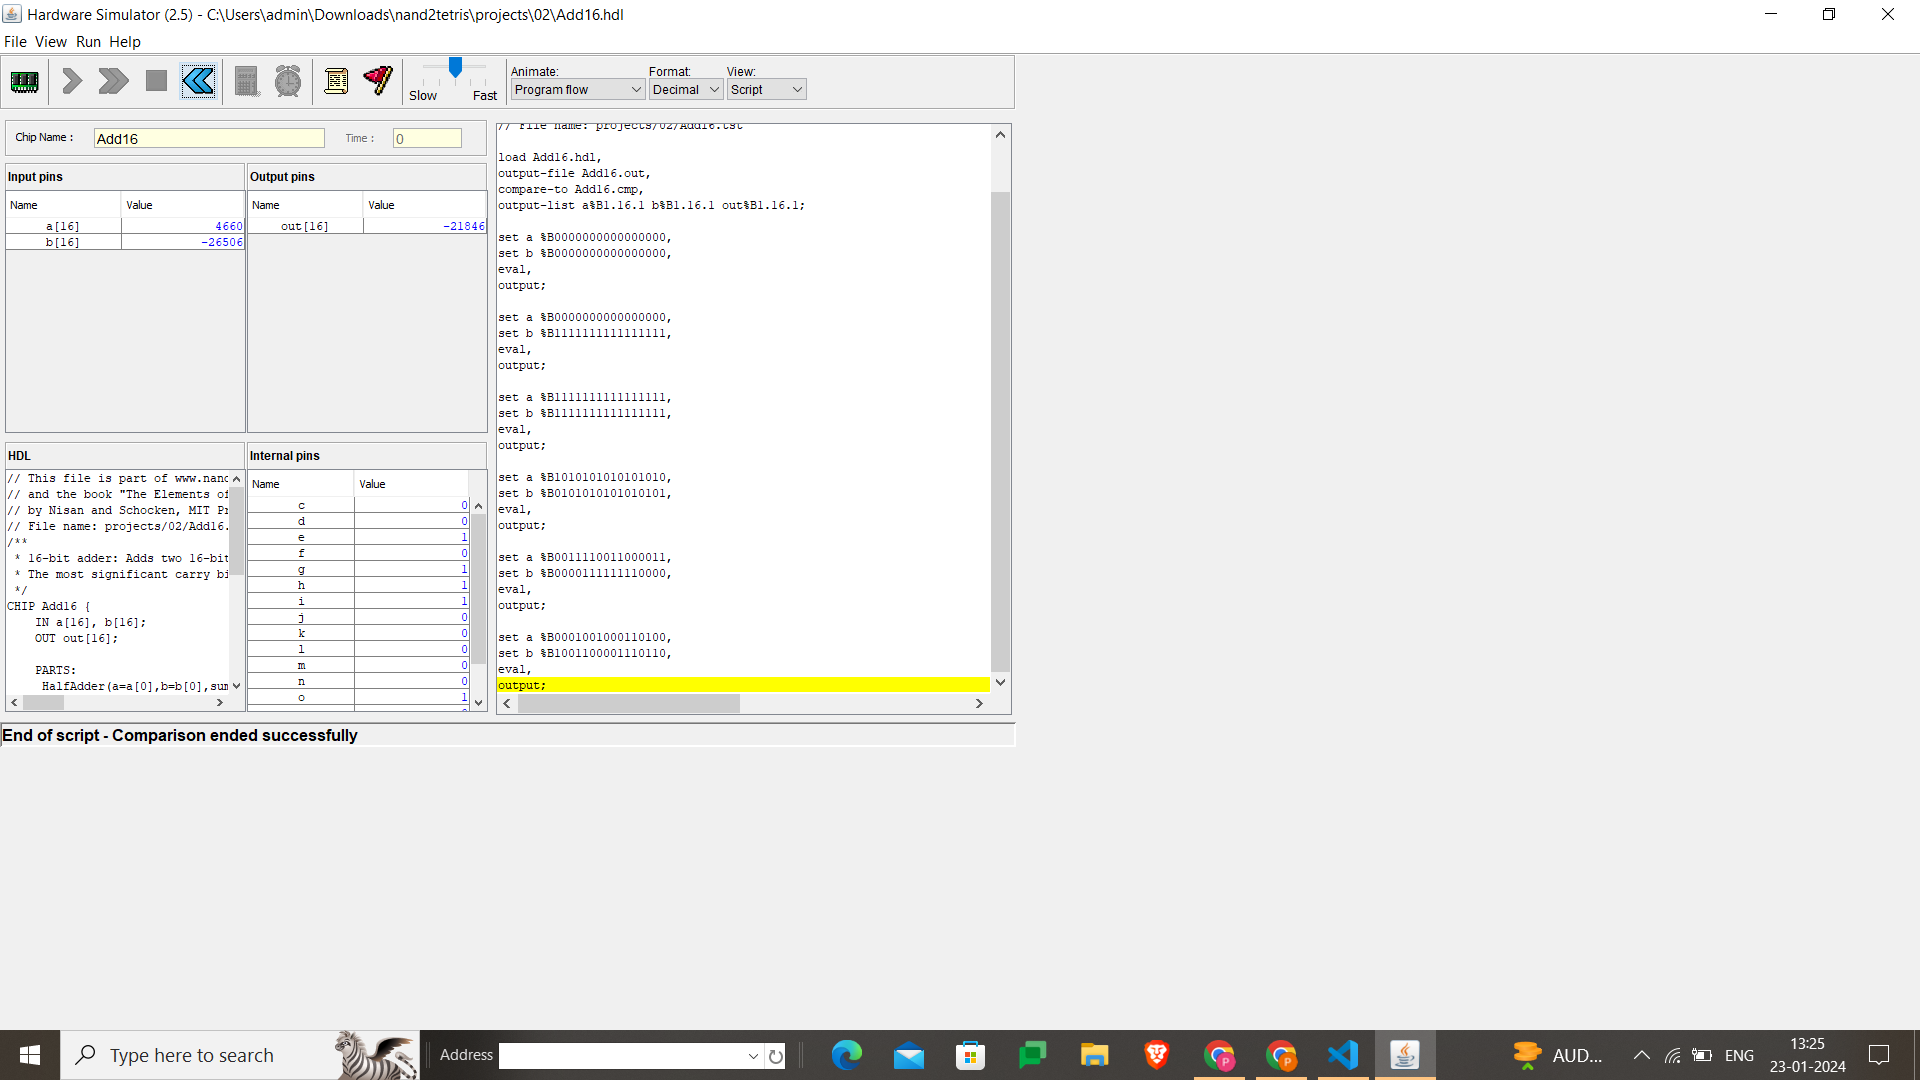 Hardware Simulator (2.5) - C:\Users\admin\Downloads\nand2tetris\projects\02\Add16.hdl
File View Run Help
Slow Fast
Animate: Format: View:
Program flow Decimal Script
Chip Name : Add16 Time : 0
Input pins
Name Value
a[16] 4660
b[16] -26506
Output pins
Name Value
out[16] -21846
HDL
// This file is part of www.nand
// and the book "The Elements of
// by Nisan and Schocken, MIT Pr
// File name: projects/02/Add16.
/**
* 16-bit adder: Adds two 16-bit
* The most significant carry bi
*/
CHIP Add16 {
IN a[16], b[16];
OUT out[16];
PARTS:
HalfAdder(a=a[0],b=b[0],sum
Internal pins
Name Value
c 0
d 0
e 1
f 0
g 1
h 1
i 1
j 0
k 0
l 0
m 0
n 0
o 1
// File name: projects/02/Add16.tst
load Add16.hdl,
output-file Add16.out,
compare-to Add16.cmp,
output-list a%B1.16.1 b%B1.16.1 out%B1.16.1;
set a %B0000000000000000,
set b %B0000000000000000,
eval,
output;
set a %B0000000000000000,
set b %B1111111111111111,
eval,
output;
set a %B1111111111111111,
set b %B1111111111111111,
eval,
output;
set a %B1010101010101010,
set b %B0101010101010101,
eval,
output;
set a %B0011110011000011,
set b %B0000111111110000,
eval,
output;
set a %B0001001000110100,
set b %B1001100001110110,
eval,
output;
End of script - Comparison ended successfully
Type here to search
Address
AUD...
ENG
13:25
23-01-2024